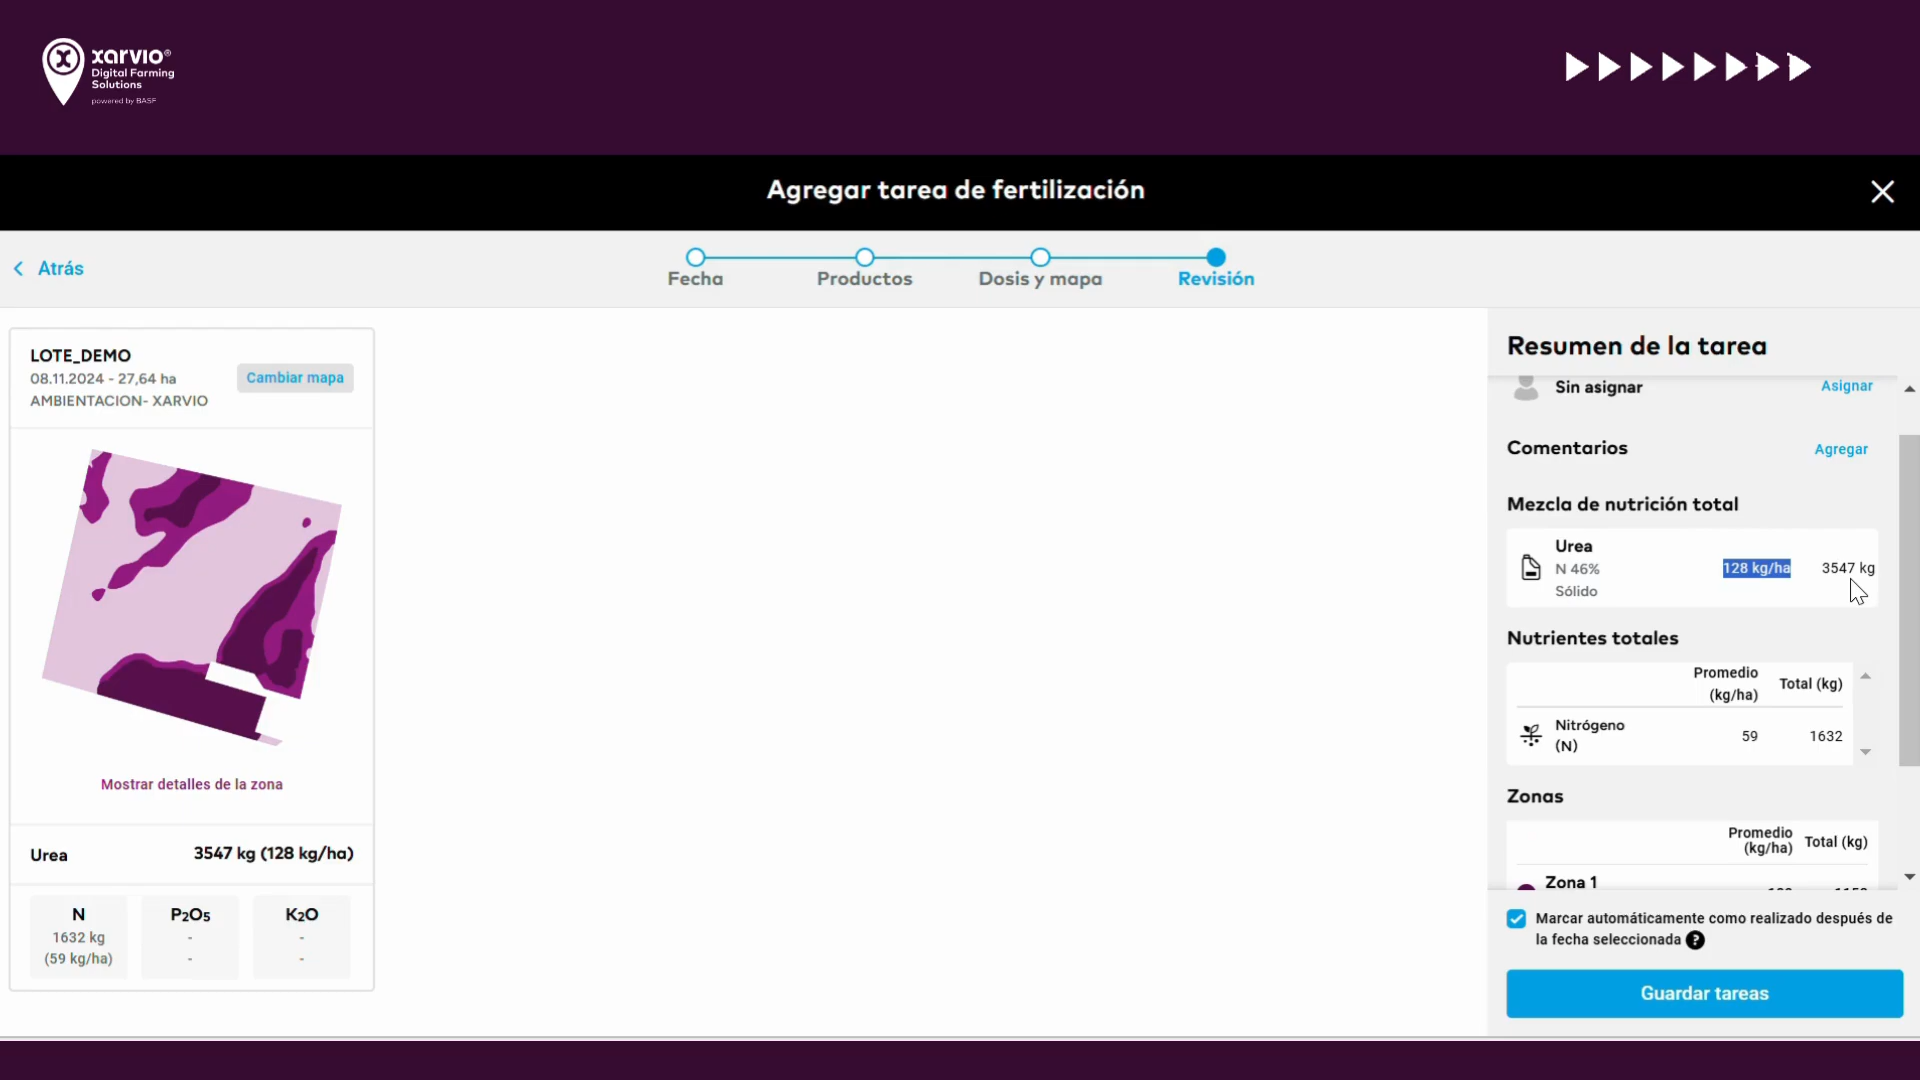 xarvio®
Digital Farming
Solutions
powered by BASF
Agregar tarea de fertilización
Atrás
Fecha
Productos
Dosis y mapa
Revisión
LOTE_DEMO
08.11.2024 - 27,64 ha
AMBIENTACION- XARVIO
Cambiar mapa
Mostrar detalles de la zona
Urea 3547 kg (128 kg/ha)
N P2O5 K2O
1632 kg - -
(59 kg/ha) - -
Resumen de la tarea
Sin asignar Asignar
Comentarios Agregar
Mezcla de nutrición total
Urea
N 46% 128 kg/ha 3547 kg
Sólido
Nutrientes totales
Promedio
(kg/ha) Total (kg)
Nitrógeno
(N) 59 1632
Zonas
Promedio
(kg/ha) Total (kg)
Zona 1
Marcar automáticamente como realizado después de
la fecha seleccionada ?
Guardar tareas